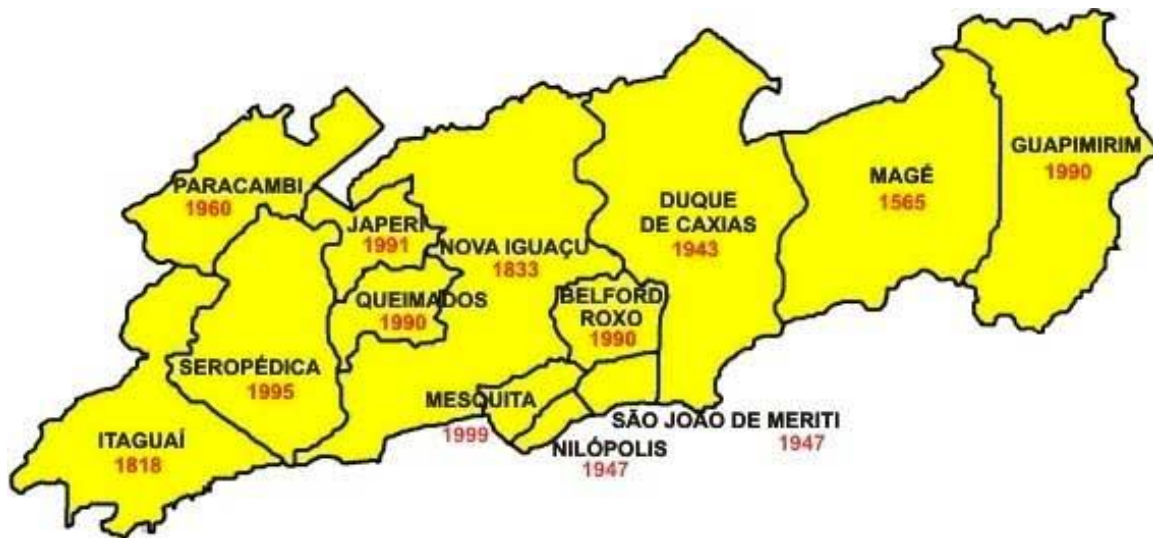 GUAPIMIRIM
1990
MAGÉ
1565
PARACAMBI
1960
DUQUE
DE CAXIAS
1943
JAPERI
1991
NOVA IGUAÇU
1833
QUEIMADOS
1990
BELFORD
ROXO
1990
SEROPÉDICA
1995
MESQUITA
1999
SÃO JOÃO DE MERITI
1947
ITAGUAÍ
1818
NILÓPOLIS
1947